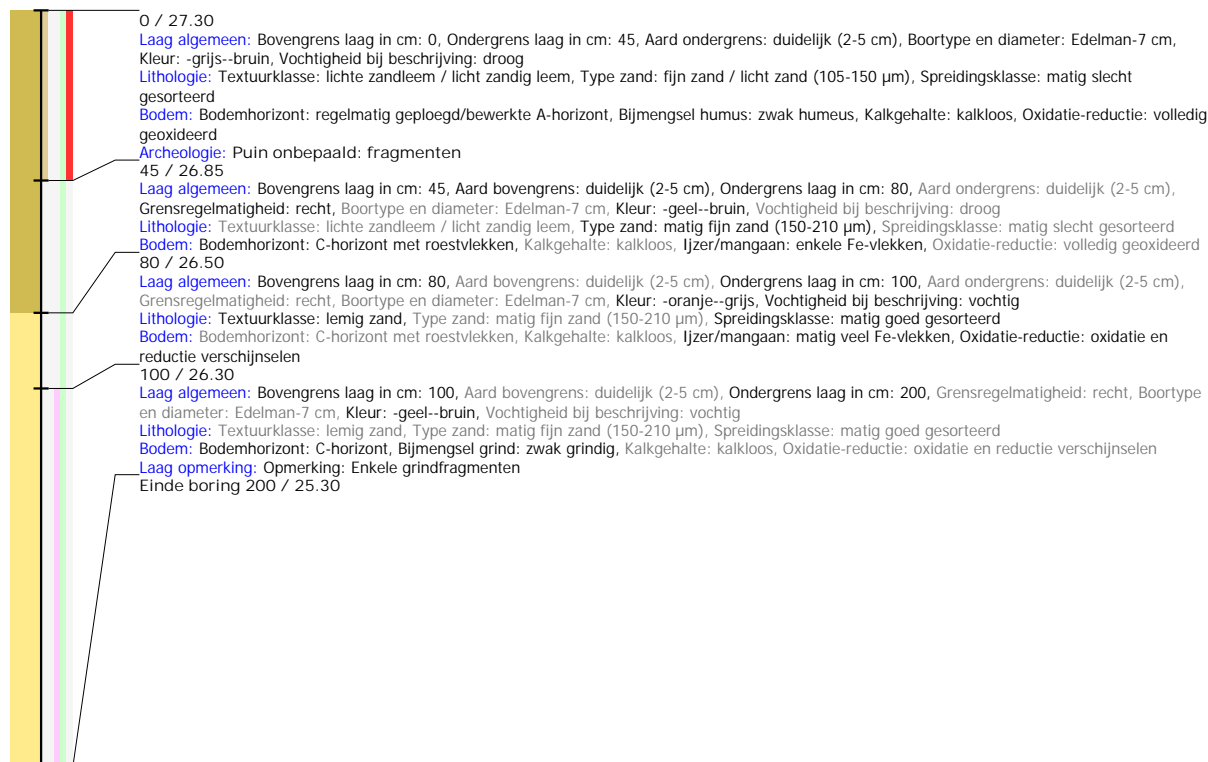 0 / 27.30
Laag algemeen: Bovengrens laag in cm: 0, Ondergrens laag in cm: 45, Aard ondergrens: duidelijk (2-5 cm), Boortype en diameter: Edelman-7 cm,
Kleur: -grijs--bruin, Vochtigheid bij beschrijving: droog
Lithologie: Textuurklasse: lichte zandleem / licht zandig leem, Type zand: fijn zand / licht zand (105-150 µm), Spreidingsklasse: matig slecht
gesorteerd
Bodem: Bodemhorizont: regelmatig geploegd/bewerkte A-horizont, Bijmengsel humus: zwak humeus, Kalkgehalte: kalkloos, Oxidatie-reductie: volledig
geoxideerd
Archeologie: Puin onbepaald: fragmenten
45 / 26.85
Laag algemeen: Bovengrens laag in cm: 45, Aard bovengrens: duidelijk (2-5 cm), Ondergrens laag in cm: 80, Aard ondergrens: duidelijk (2-5 cm),
Grensregelmatigheid: recht, Boortype en diameter: Edelman-7 cm, Kleur: -geel--bruin, Vochtigheid bij beschrijving: droog
Lithologie: Textuurklasse: lichte zandleem / licht zandig leem, Type zand: matig fijn zand (150-210 µm), Spreidingsklasse: matig slecht gesorteerd
Bodem: Bodemhorizont: C-horizont met roestvlekken, Kalkgehalte: kalkloos, Ijzer/mangaan: enkele Fe-vlekken, Oxidatie-reductie: volledig geoxideerd
80 / 26.50
Laag algemeen: Bovengrens laag in cm: 80, Aard bovengrens: duidelijk (2-5 cm), Ondergrens laag in cm: 100, Aard ondergrens: duidelijk (2-5 cm),
Grensregelmatigheid: recht, Boortype en diameter: Edelman-7 cm, Kleur: -oranje--grijs, Vochtigheid bij beschrijving: vochtig
Lithologie: Textuurklasse: lemig zand, Type zand: matig fijn zand (150-210 µm), Spreidingsklasse: matig goed gesorteerd
Bodem: Bodemhorizont: C-horizont met roestvlekken, Kalkgehalte: kalkloos, Ijzer/mangaan: matig veel Fe-vlekken, Oxidatie-reductie: oxidatie en
reductie verschijnselen
100 / 26.30
Laag algemeen: Bovengrens laag in cm: 100, Aard bovengrens: duidelijk (2-5 cm), Ondergrens laag in cm: 200, Grensregelmatigheid: recht, Boortype
en diameter: Edelman-7 cm, Kleur: -geel--bruin, Vochtigheid bij beschrijving: vochtig
Lithologie: Textuurklasse: lemig zand, Type zand: matig fijn zand (150-210 µm), Spreidingsklasse: matig goed gesorteerd
Bodem: Bodemhorizont: C-horizont, Bijmengsel grind: zwak grindig, Kalkgehalte: kalkloos, Oxidatie-reductie: oxidatie en reductie verschijnselen
Laag opmerking: Opmerking: Enkele grindfragmenten
Einde boring 200 / 25.30